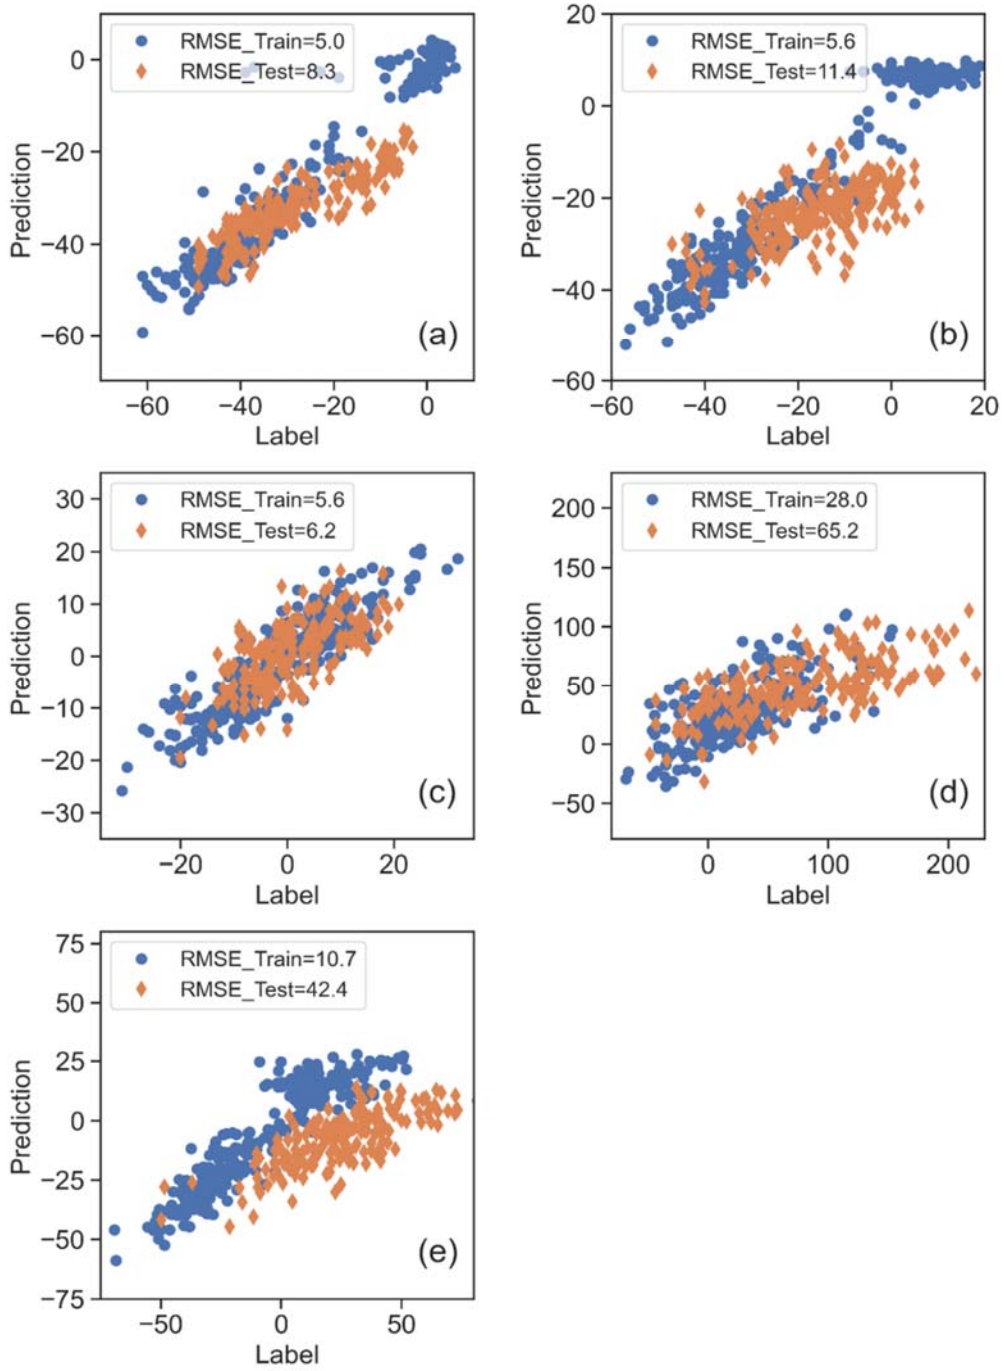 RMSE_Train=5.0
RMSE_Test=8.3
0
−20
−40
−60
Prediction
(a)
−60 −40 −20 0
Label
RMSE_Train=5.6
RMSE_Test=11.4
20
0
−20
−40
−60
Prediction
(b)
−60 −40 −20 0 20
Label
RMSE_Train=5.6
RMSE_Test=6.2
30
20
10
0
−10
−20
−30
Prediction
(c)
−20 0 20
Label
RMSE_Train=28.0
RMSE_Test=65.2
200
150
100
50
0
−50
Prediction
(d)
0 100 200
Label
RMSE_Train=10.7
RMSE_Test=42.4
75
50
25
0
−25
−50
−75
Prediction
(e)
−50 0 50
Label